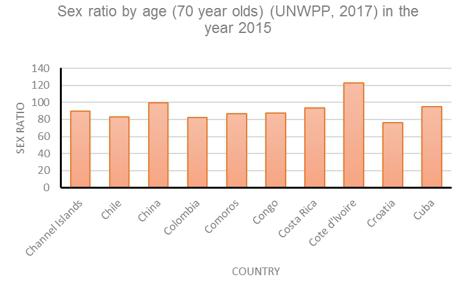 Sex ratio by age (70 year olds) (UNWPP, 2017) in the
year 2015
140
120
100
80
60
40
20
0
SEX RATIO
Channel Islands
Chile
China
Colombia
Comoros
Congo
Costa Rica
Cote d'Ivoire
Croatia
Cuba
COUNTRY